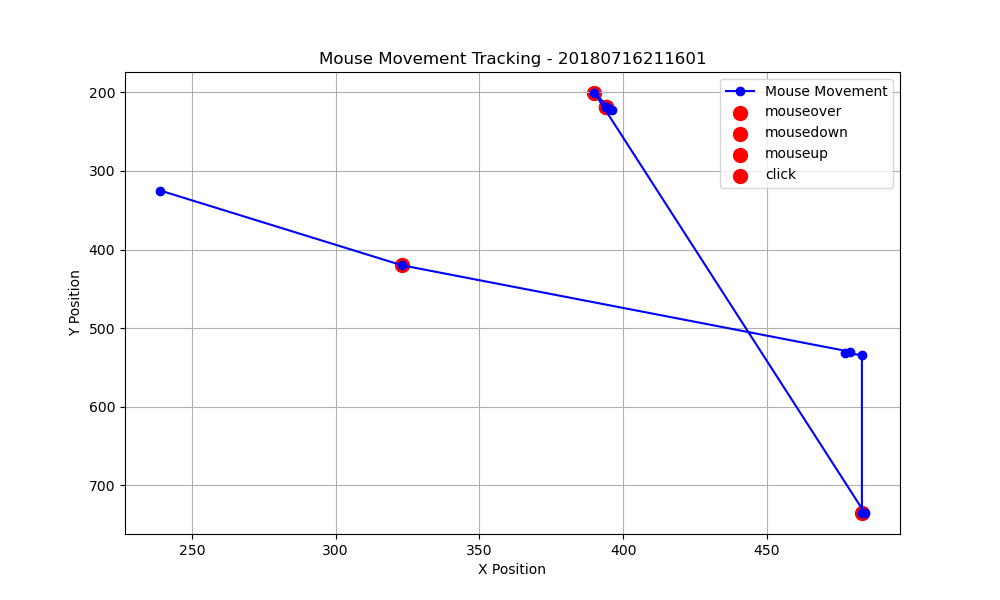 Mouse Movement Tracking - 20180716211601
Mouse Movement
mouseover
mousedown
mouseup
click
200
300
400
500
600
700
Y Position
250
300
350
400
450
X Position